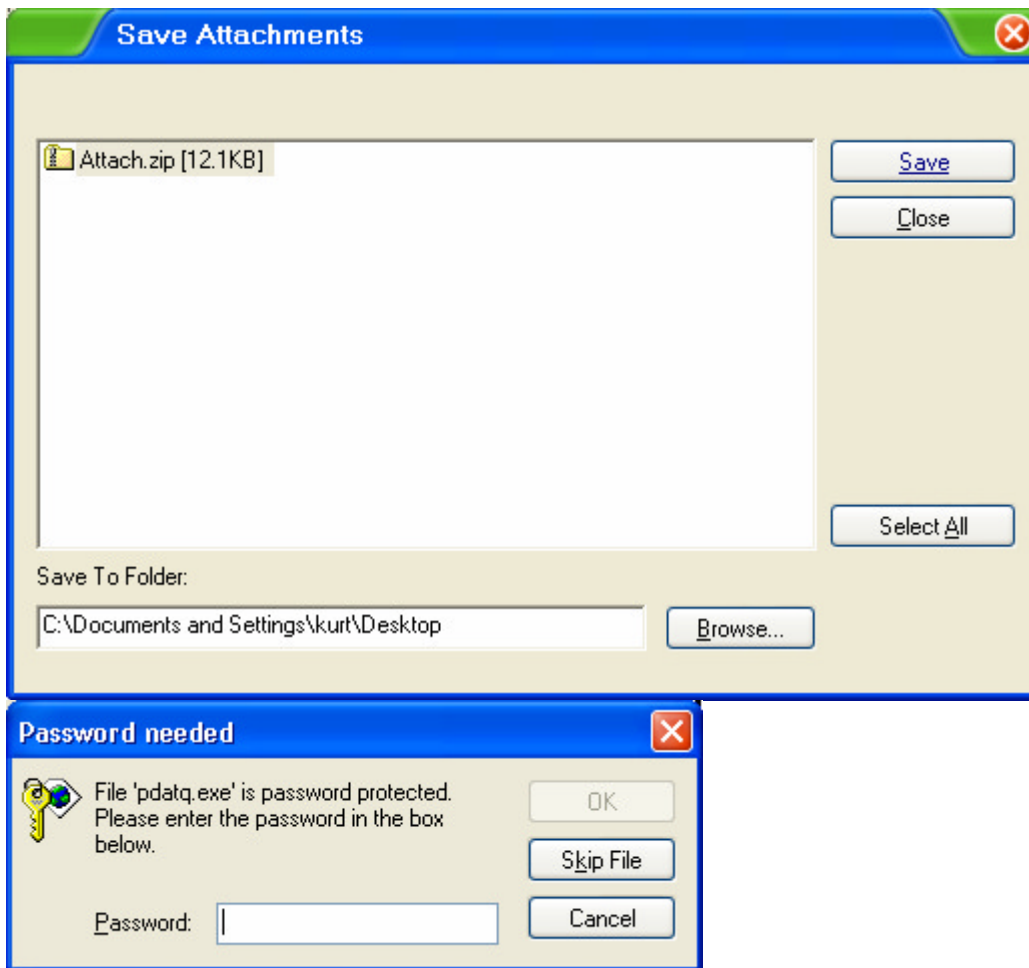 Save Attachments
Attach.zip [12.1KB]
Save
Close
Select All
Save To Folder:
C:\Documents and Settings\kurt\Desktop
Browse...
Password needed
File 'pdatq.exe' is password protected.
Please enter the password in the box
below.
OK
Skip File
Password:
Cancel